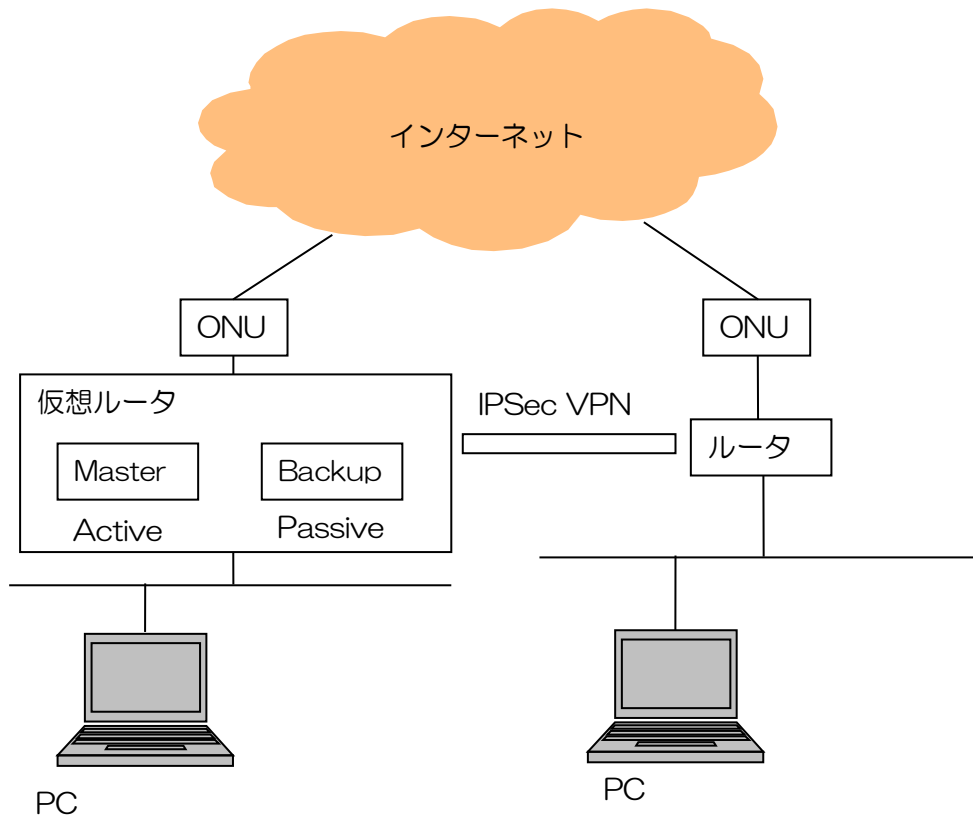 インターネット
ONU
ONU
仮想ルータ
IPSec VPN
ルータ
Master
Backup
Active
Passive
PC
PC